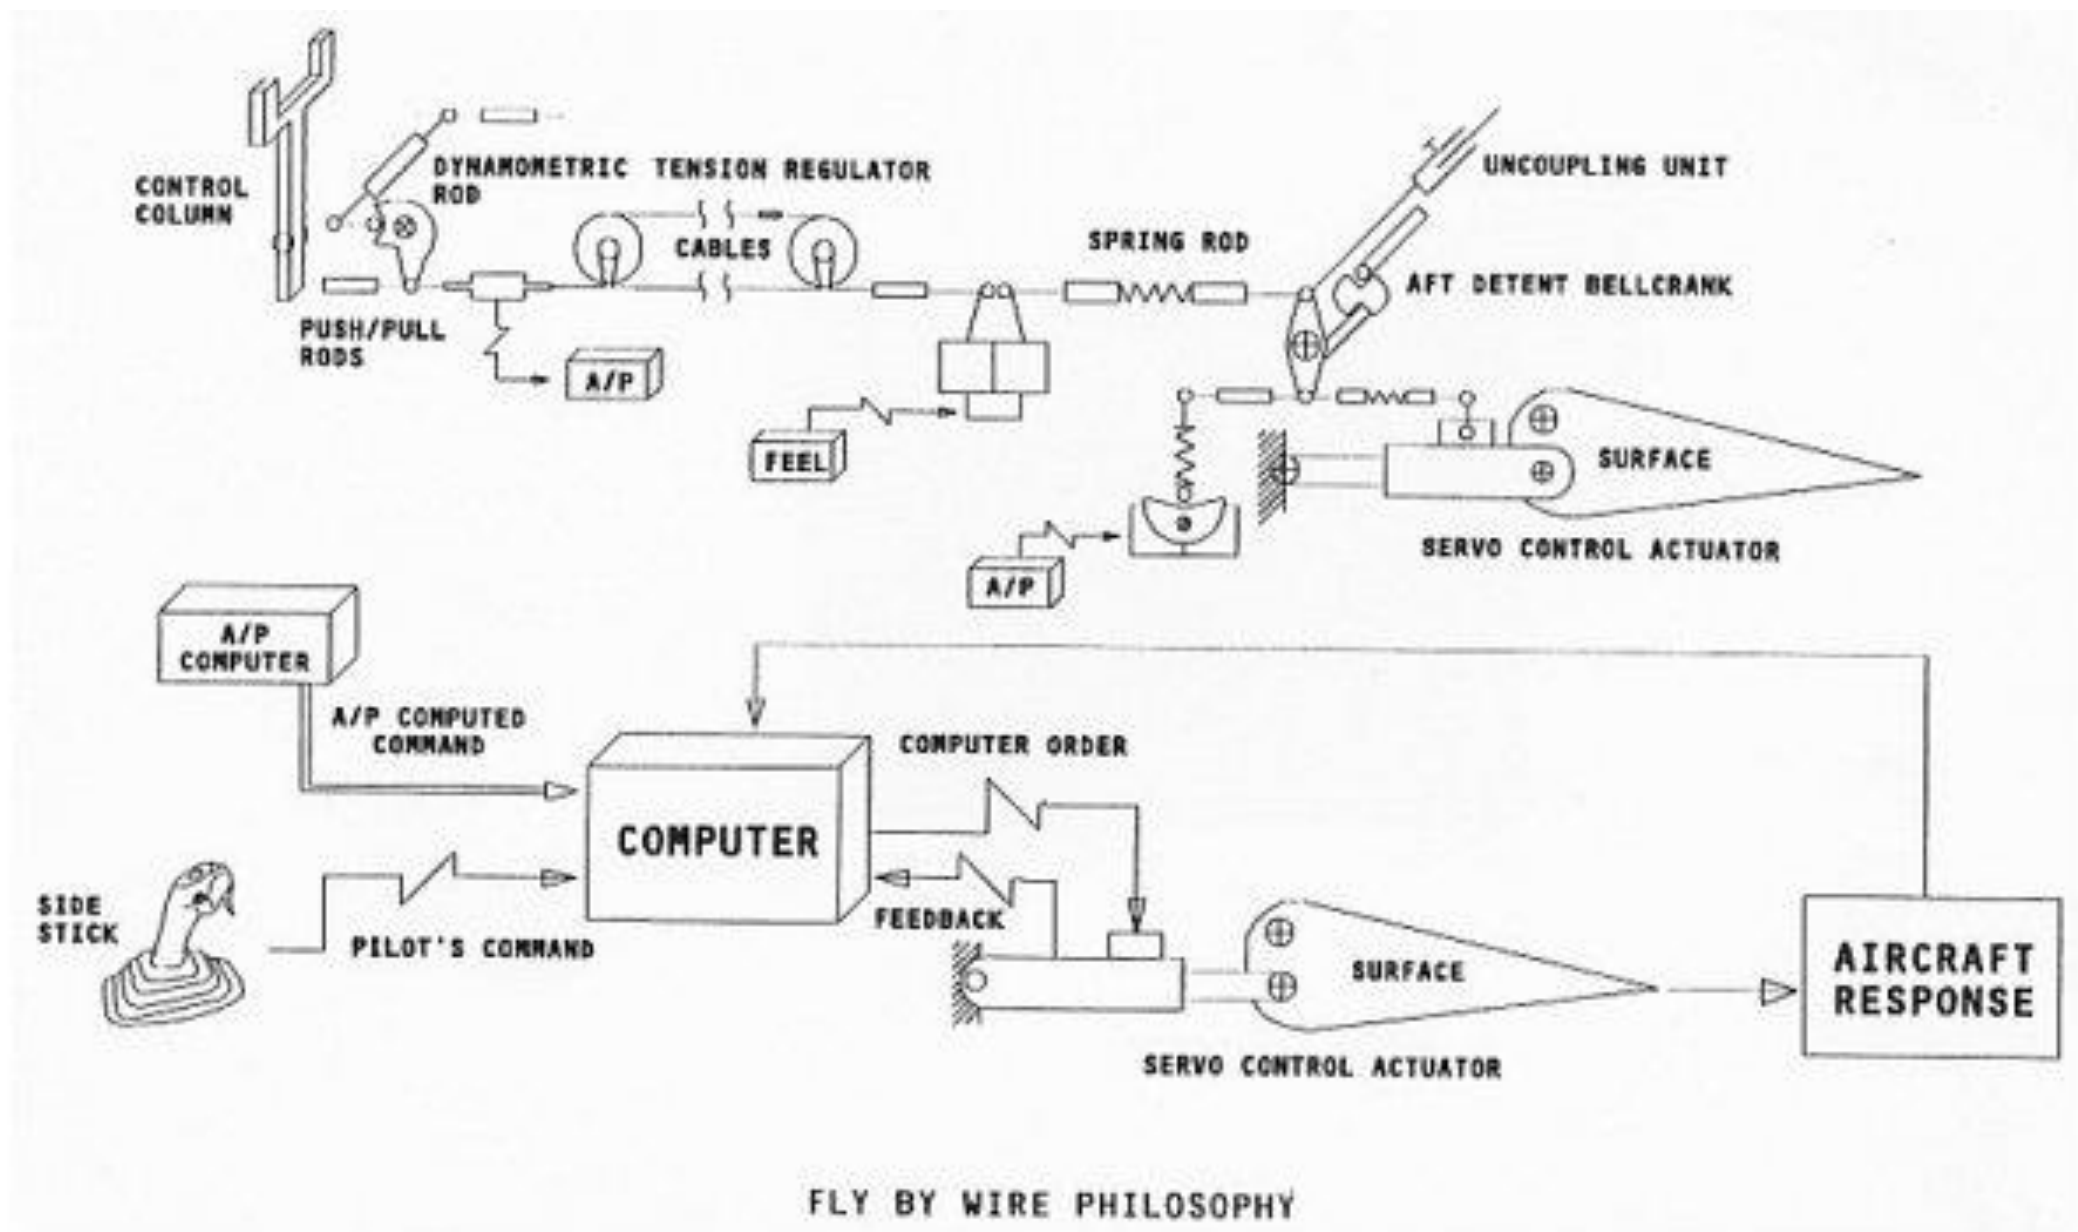 CONTROL
COLUMN
DYNAMOMETRIC
ROD
TENSION REGULATOR
CABLES
PUSH/PULL
RODS
A/P
FEEL
SPRING ROD
UNCOUPLING UNIT
AFT DETENT BELLCRANK
SURFACE
SERVO CONTROL ACTUATOR
A/P
A/P
COMPUTER
A/P COMPUTED
COMMAND
COMPUTER
COMPUTER ORDER
SIDE
STICK
PILOT'S COMMAND
FEEDBACK
SURFACE
SERVO CONTROL ACTUATOR
AIRCRAFT
RESPONSE
FLY BY WIRE PHILOSOPHY